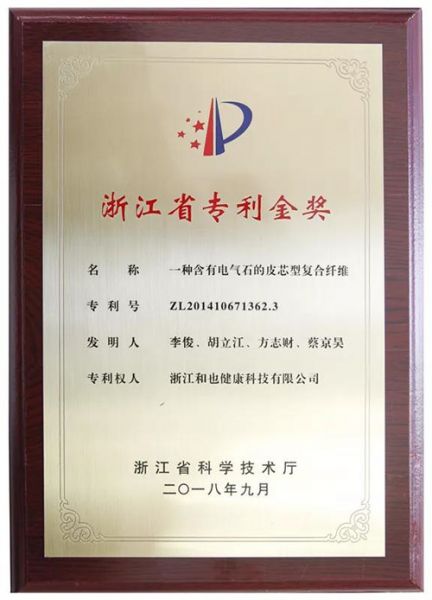 浙江省专利金奖
名称 一种含有电气石的皮芯型复合纤维
专利号 ZL201410671362.3
发明人 李俊、胡立江、方志财、蔡京昊
专利权人 浙江和也健康科技有限公司
浙江省科学技术厅
二〇一八年九月